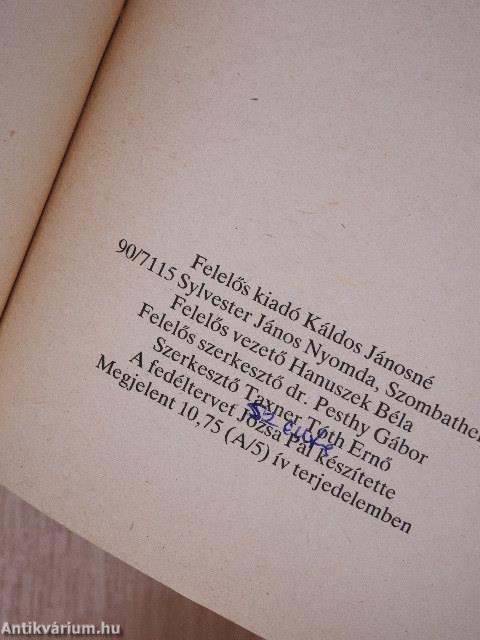 Felelős kiadó Káldos Jánosné
90/7115 Sylvester János Nyomda, Szombathel
Felelős vezető Hanuszek Béla
Felelős szerkesztő dr. Pesthy Gábor
Szerkesztő Taxner Tóth Ernő
A fedéltervet Józsa Pál készítette
Megjelent 10,75 (A/5) ív terjedelemben
Antikvárium.hu